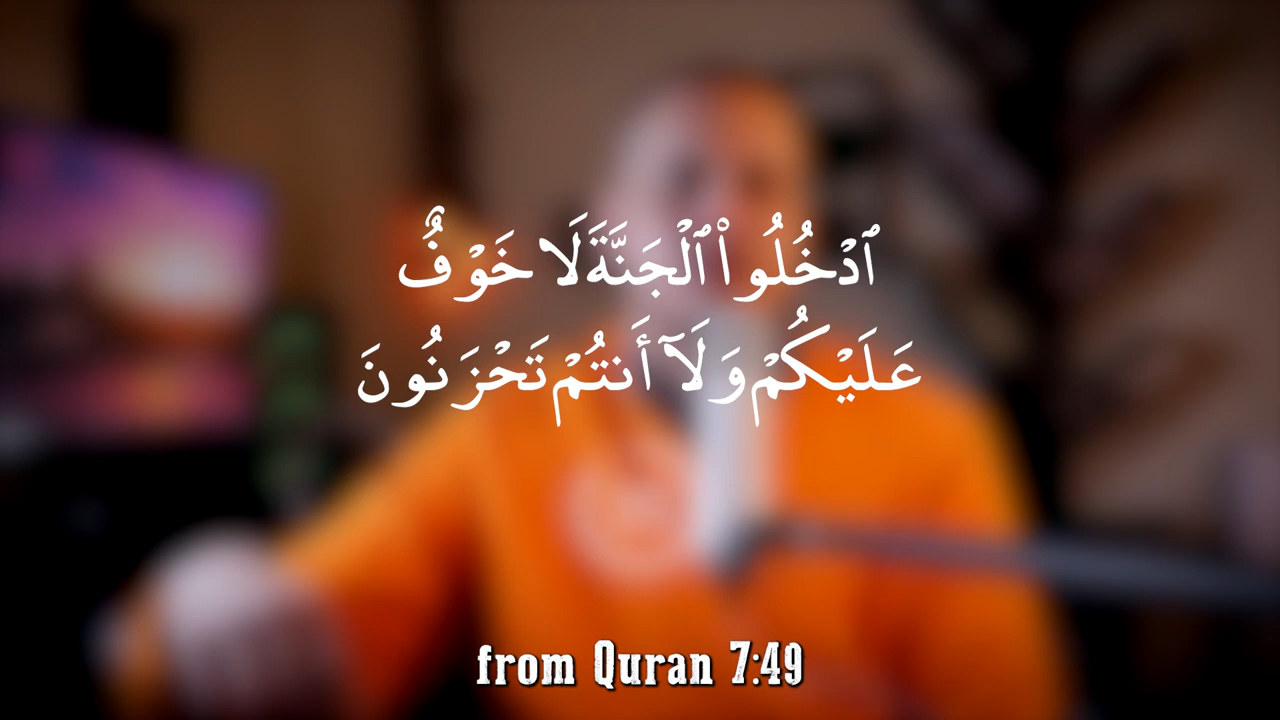 ٱدْخُلُوا۟ ٱلْجَنَّةَ لَا خَوْفٌ
عَلَيْكُمْ وَلَآ أَنتُمْ تَحْزَنُونَ
from Quran 7:49